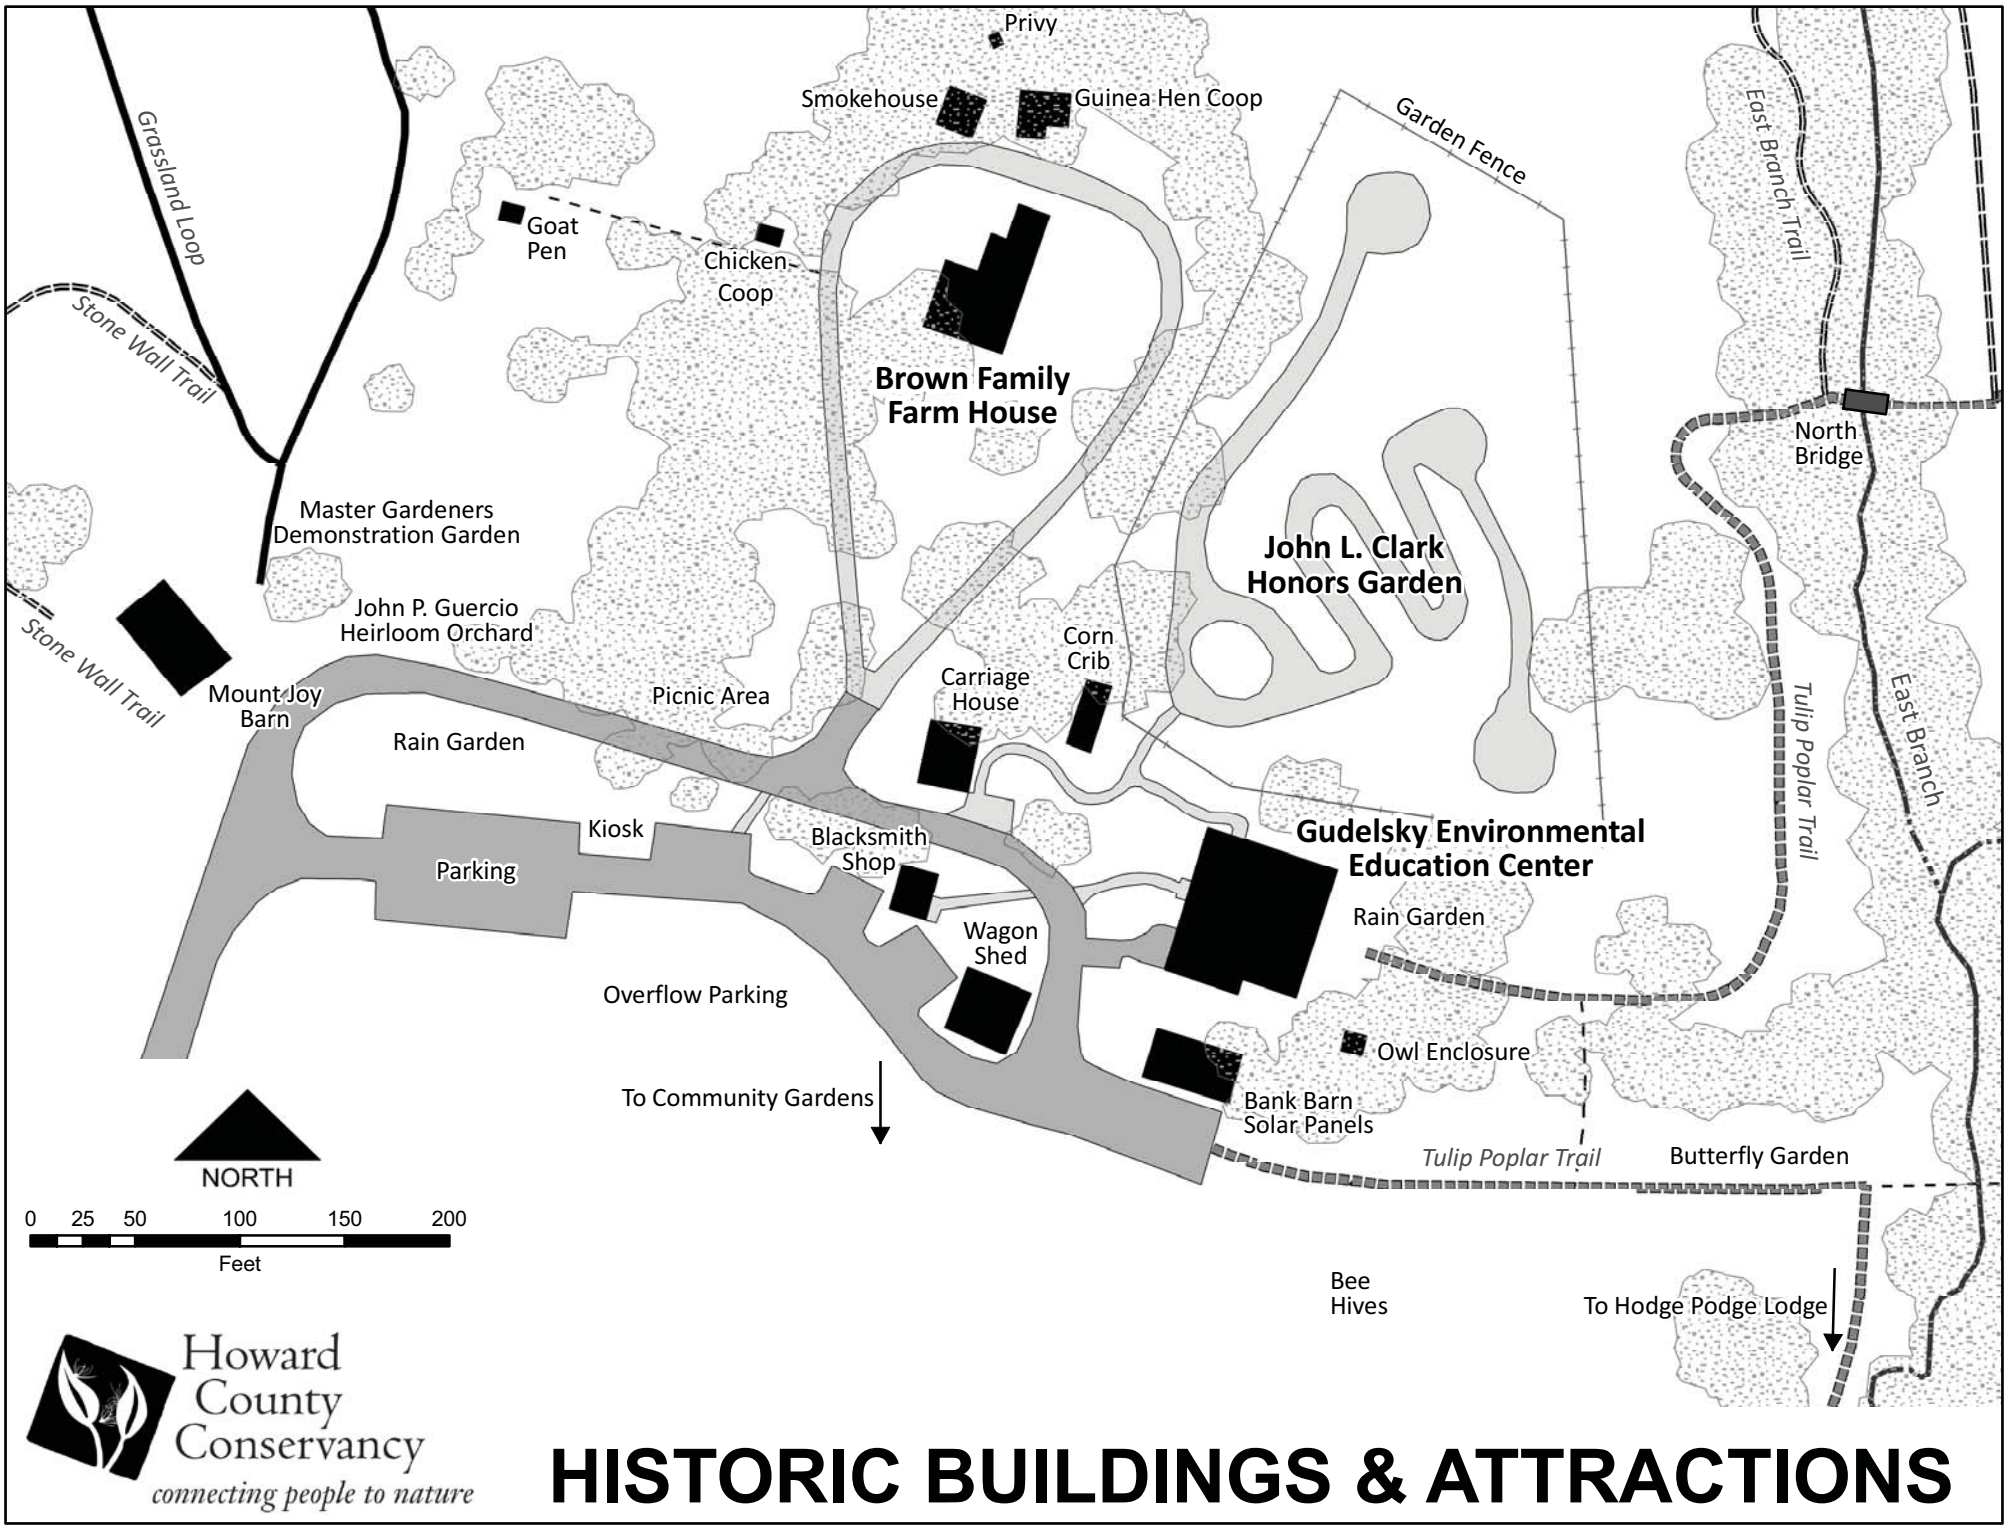 Privy
Smokehouse
Guinea Hen Coop
Garden Fence
East Branch Trail
Grassland Loop
Goat
Pen
Chicken
Coop
Stone Wall Trail
Brown Family
Farm House
North
Bridge
Master Gardeners
Demonstration Garden
John L. Clark
Honors Garden
John P. Guercio
Heirloom Orchard
Corn
Crib
Stone Wall Trail
Mount Joy
Barn
Picnic Area
Carriage
House
Tulip Poplar Trail
East Branch
Rain Garden
Kiosk
Blacksmith
Shop
Gudelsky Environmental
Education Center
Parking
Rain Garden
Wagon
Shed
Overflow Parking
Owl Enclosure
To Community Gardens
Bank Barn
Solar Panels
Tulip Poplar Trail
Butterfly Garden
NORTH
0 25 50 100 150 200
Feet
Bee
Hives
To Hodge Podge Lodge
Howard
County
Conservancy
connecting people to nature
HISTORIC BUILDINGS & ATTRACTIONS